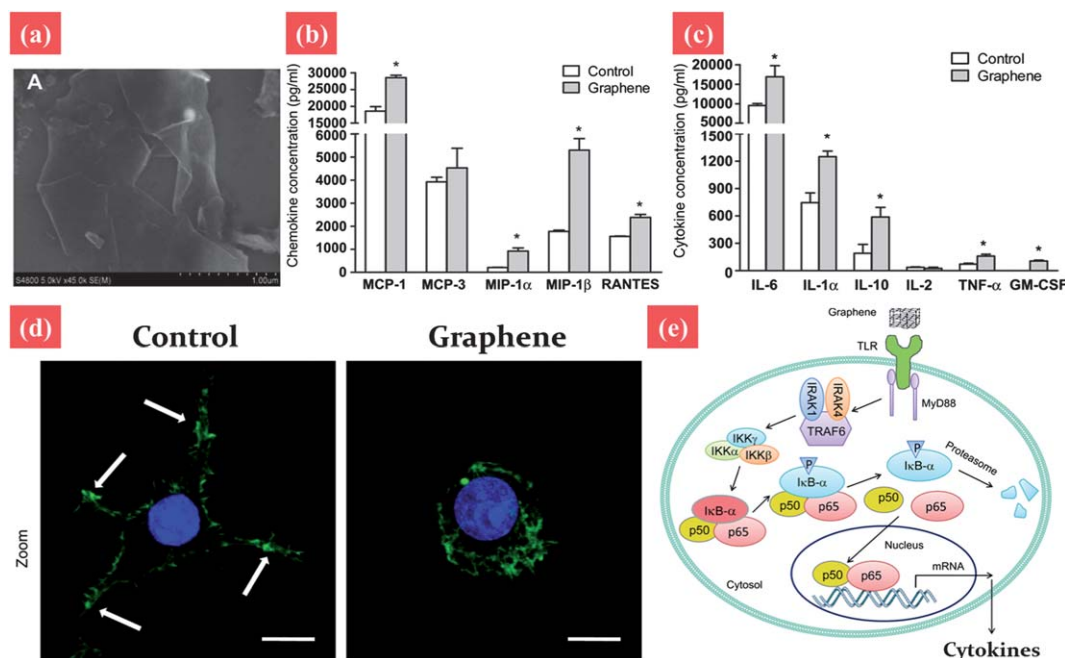 (a)
A
S4800 5.0kV x45.0k SE(M)
1.00um
(b)
Chemokine concentration (pg/ml)
Control
Graphene
30000
20000
10000
6000
4000
2000
1000
0
MCP-1 MCP-3 MIP-1α MIP-1β RANTES
* * * *
(c)
Cytokine concentration (pg/ml)
Control
Graphene
20000
15000
10000
5000
1500
1200
900
600
300
0
IL-6 IL-1α IL-10 IL-2 TNF-α GM-CSF
* * * * *
(d)
Control
Graphene
Zoom
(e)
Graphene
TLR
MyD88
IRAK1
IRAK4
TRAF6
IKKγ
IKKα
IKKβ
P
IκB-α
p50
p65
P
IκB-α
p50
p65
IκB-α
p50
p65
Proteasome
Nucleus
p50
p65
mRNA
Cytosol
Cytokines